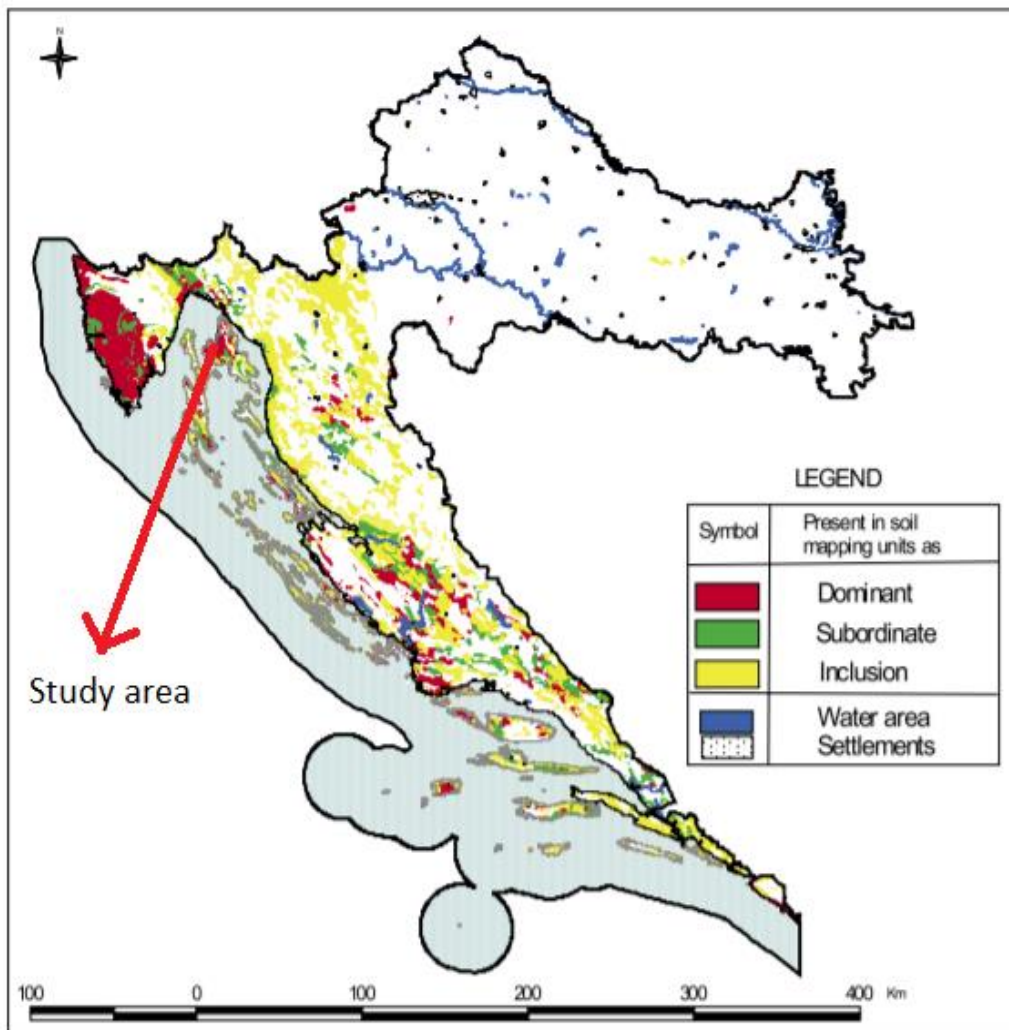 N
LEGEND
Symbol
Present in soil
mapping units as
Dominant
Subordinate
Inclusion
Water area
Settlements
Study area
100 0 100 200 300 400 Km